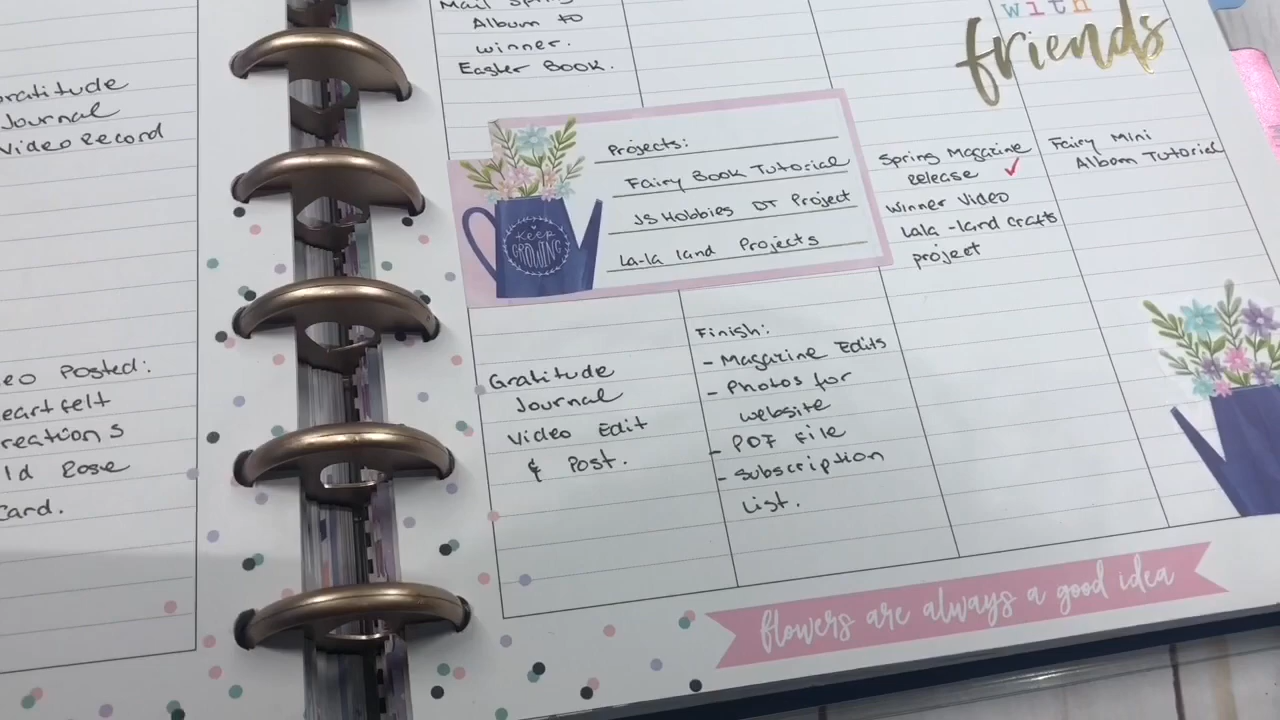 ratitude
Journal
Video Record
eo Posted:
eartfelt
reations
ld Rose
Card.
Mail Spring
Album to
winner.
Easter Book.
with
friends
Projects:
Fairy Book Tutorial
JS Hobbies DT Project
La-la land Projects
Keep
GROWING
Spring Magazine
release ✓
winner Video
Lala-land Crafts
project
Fairy Mini
Album Tutorial
Gratitude
Journal
Video Edit
& Post.
Finish:
- Magazine Edits
- Photos for
website
- PDF File
- Subscription
List.
flowers are always a good idea